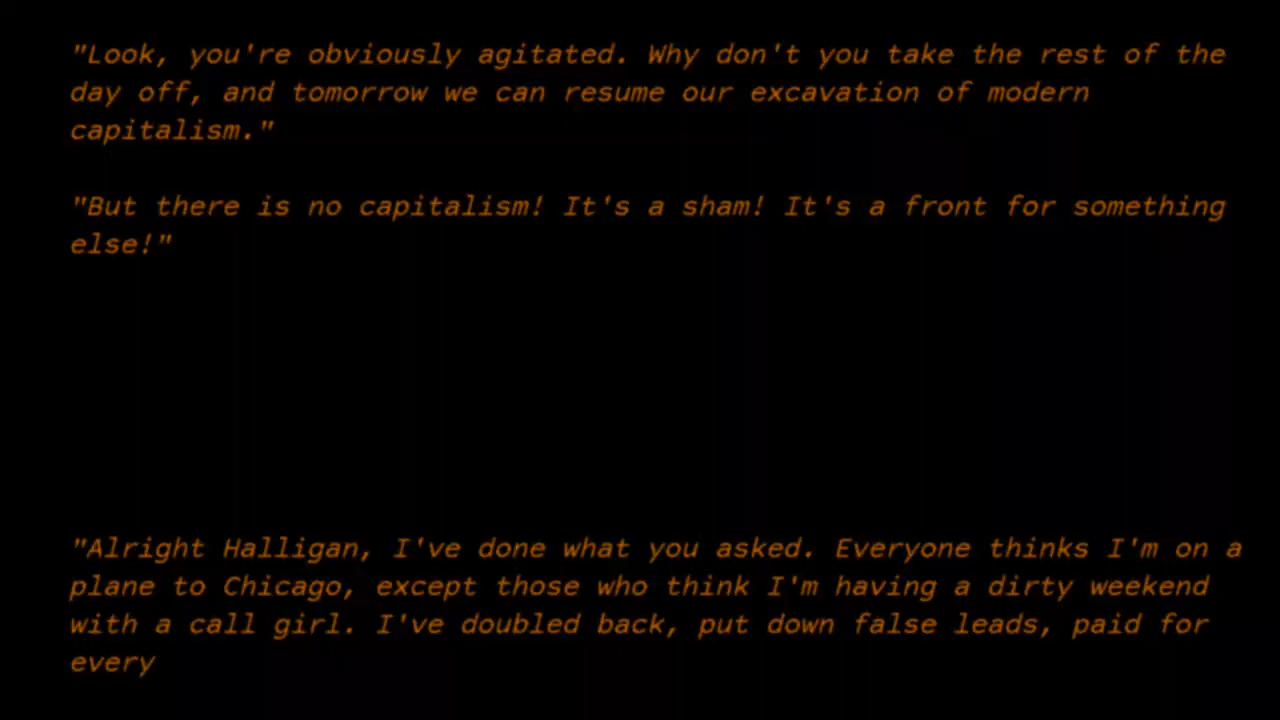 "Look, you're obviously agitated. Why don't you take the rest of the
day off, and tomorrow we can resume our excavation of modern
capitalism."
"But there is no capitalism! It's a sham! It's a front for something
else!"
"Alright Halligan, I've done what you asked. Everyone thinks I'm on a
plane to Chicago, except those who think I'm having a dirty weekend
with a call girl. I've doubled back, put down false leads, paid for
every